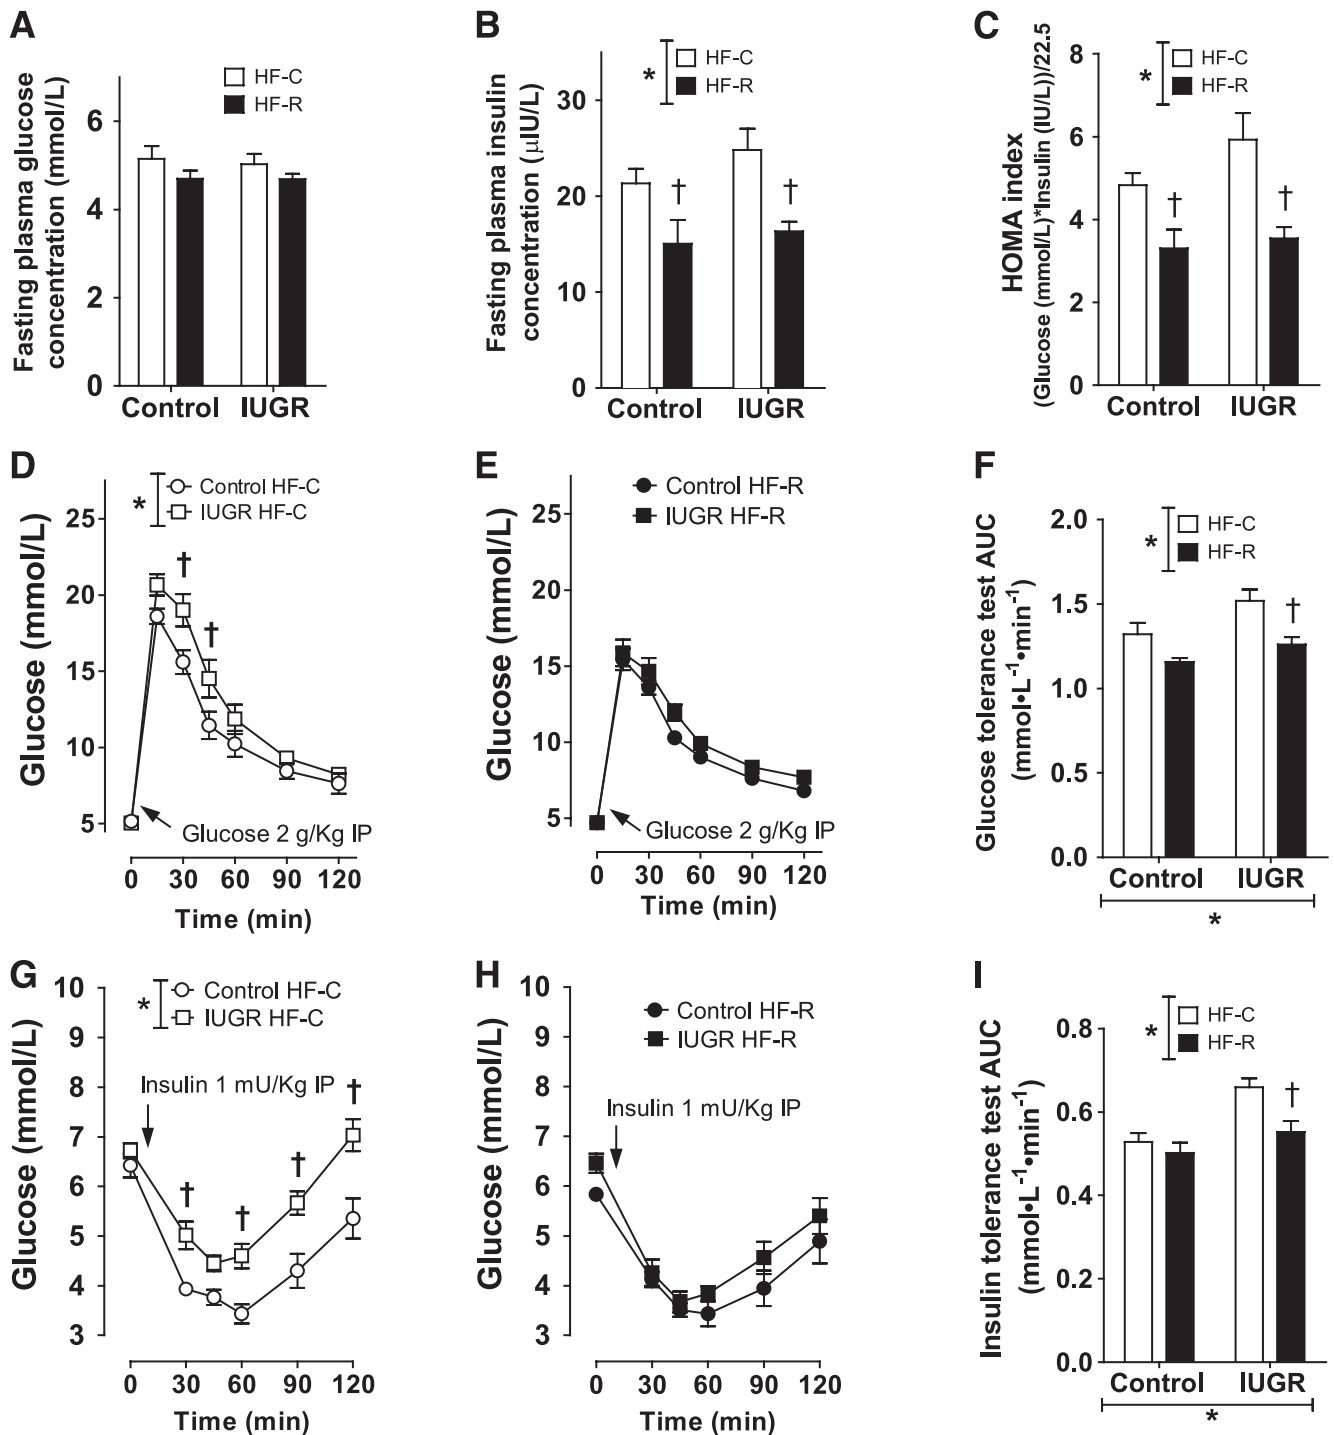 A
Fasting plasma glucose
concentration (mmol/L)
HF-C
HF-R
6
4
2
0
Control IUGR
B
Fasting plasma insulin
concentration (µIU/L)
* HF-C
HF-R
30
20
10
0
† †
Control IUGR
C
HOMA index
(Glucose (mmol/L)*Insulin (IU/L))/22.5
* HF-C
HF-R
8
6
4
2
0
† †
Control IUGR
D
Glucose (mmol/L)
* Control HF-C
IUGR HF-C
25
20
15
10
5
† †
Glucose 2 g/Kg IP
0 30 60 90 120
Time (min)
E
Glucose (mmol/L)
Control HF-R
IUGR HF-R
25
20
15
10
5
Glucose 2 g/Kg IP
0 30 60 90 120
Time (min)
F
Glucose tolerance test AUC
(mmol•L⁻¹•min⁻¹)
* HF-C
HF-R
2.0
1.5
1.0
0.5
0.0
†
Control IUGR
*
G
Glucose (mmol/L)
* Control HF-C
IUGR HF-C
10
9
8
7
6
5
4
3
Insulin 1 mU/Kg IP
† † † †
0 30 60 90 120
Time (min)
H
Glucose (mmol/L)
Control HF-R
IUGR HF-R
10
9
8
7
6
5
4
3
Insulin 1 mU/Kg IP
0 30 60 90 120
Time (min)
I
Insulin tolerance test AUC
(mmol•L⁻¹•min⁻¹)
* HF-C
HF-R
0.8
0.6
0.4
0.2
0.0
†
Control IUGR
*